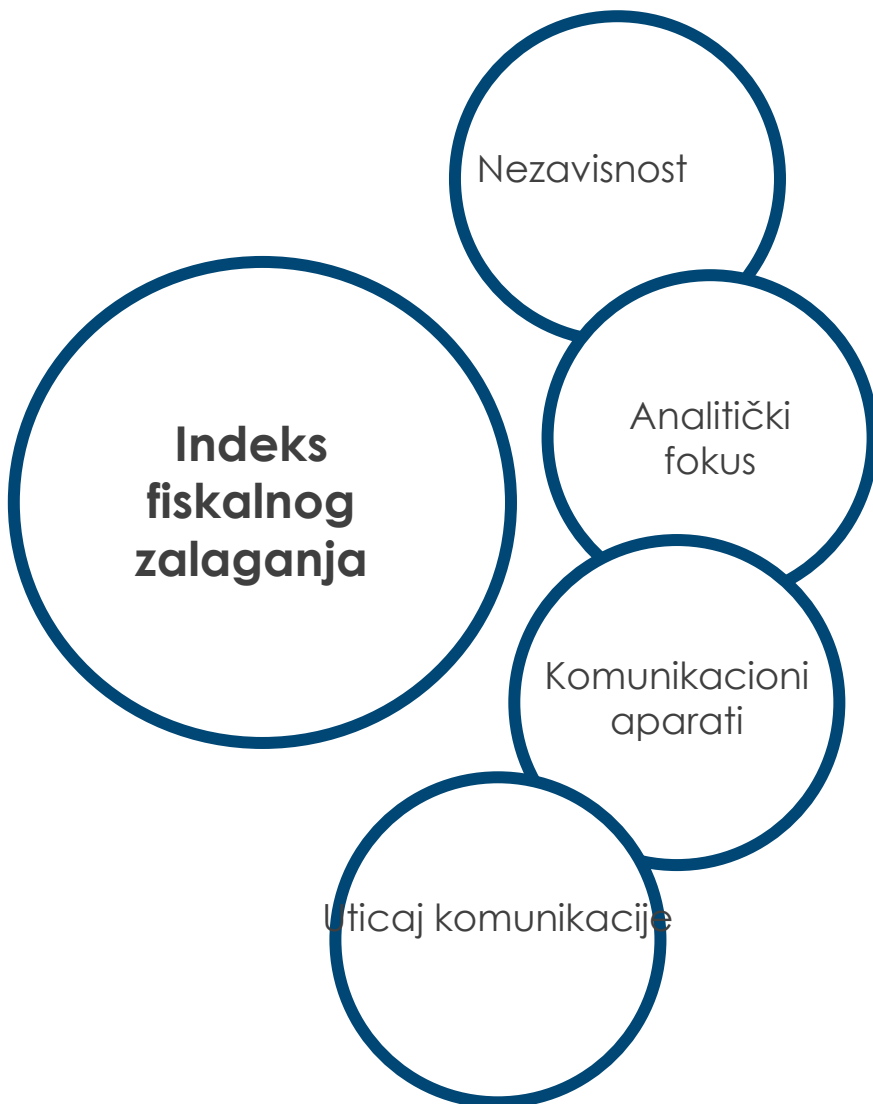 Nezavisnost
Analitički
fokus
Indeks
fiskalnog
zalaganja
Komunikacioni
aparati
Uticaj komunikacije